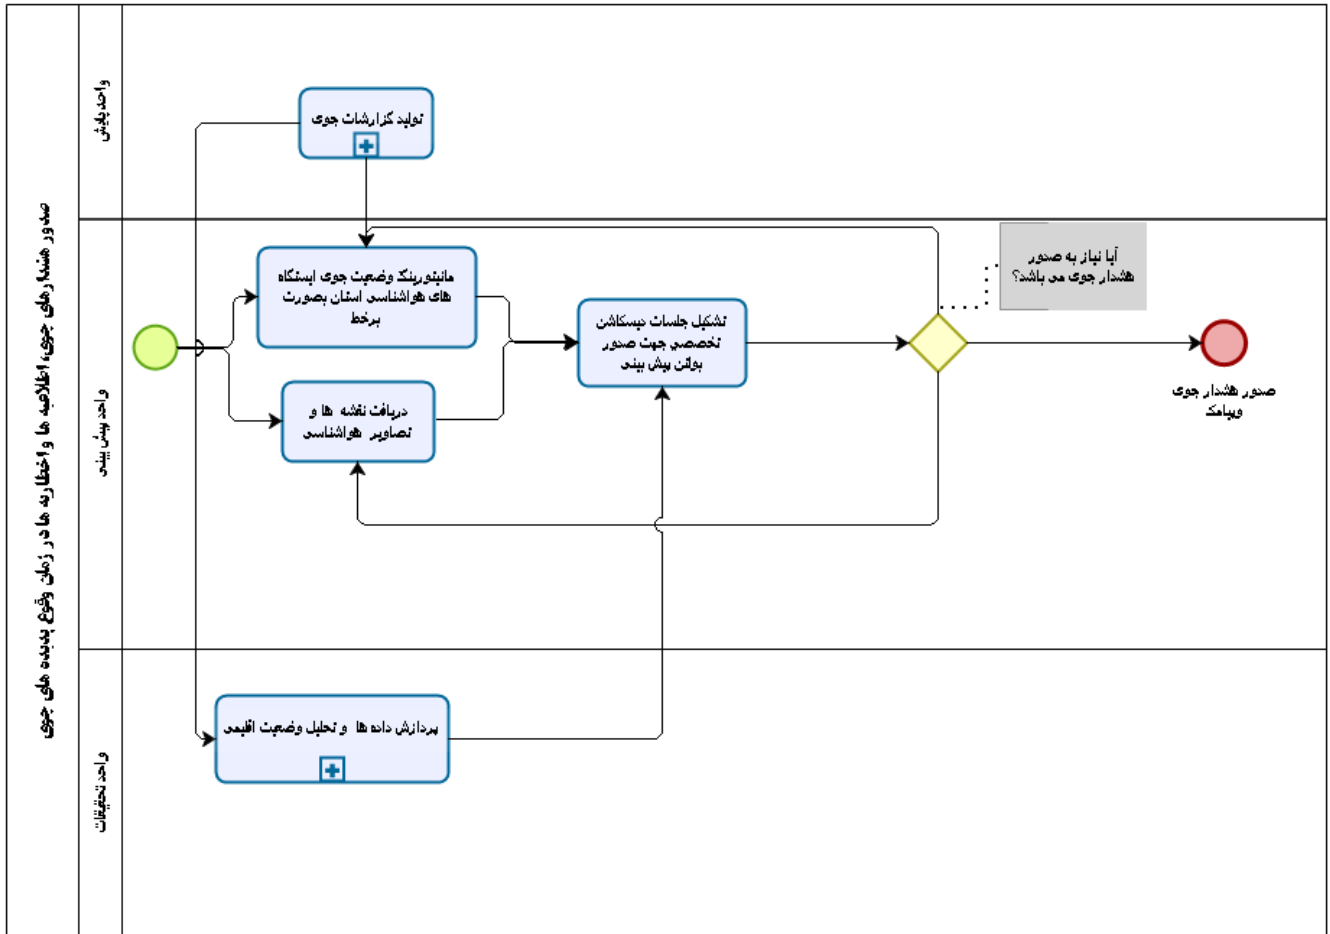 صدور هشدارهای جوی، اطلاعیه ها و اخطاریه ها در زمان وقوع پدیده های جوی
واحد پایش
تولید گزارشات جوی
واحد پیش بینی
مانیتورینگ وضعیت جوی ایستگاه
های هواشناسی استان بصورت
برخط
دریافت نقشه ها و
تصاویر هواشناسی
تشکیل جلسات دیسکاشن
تخصصی جهت صدور
بولتن پیش بینی
آیا نیاز به صدور
هشدار جوی می باشد؟
صدور هشدار جوی
وپیامک
واحد تحقیقات
پردازش داده ها و تحلیل وضعیت اقلیمی